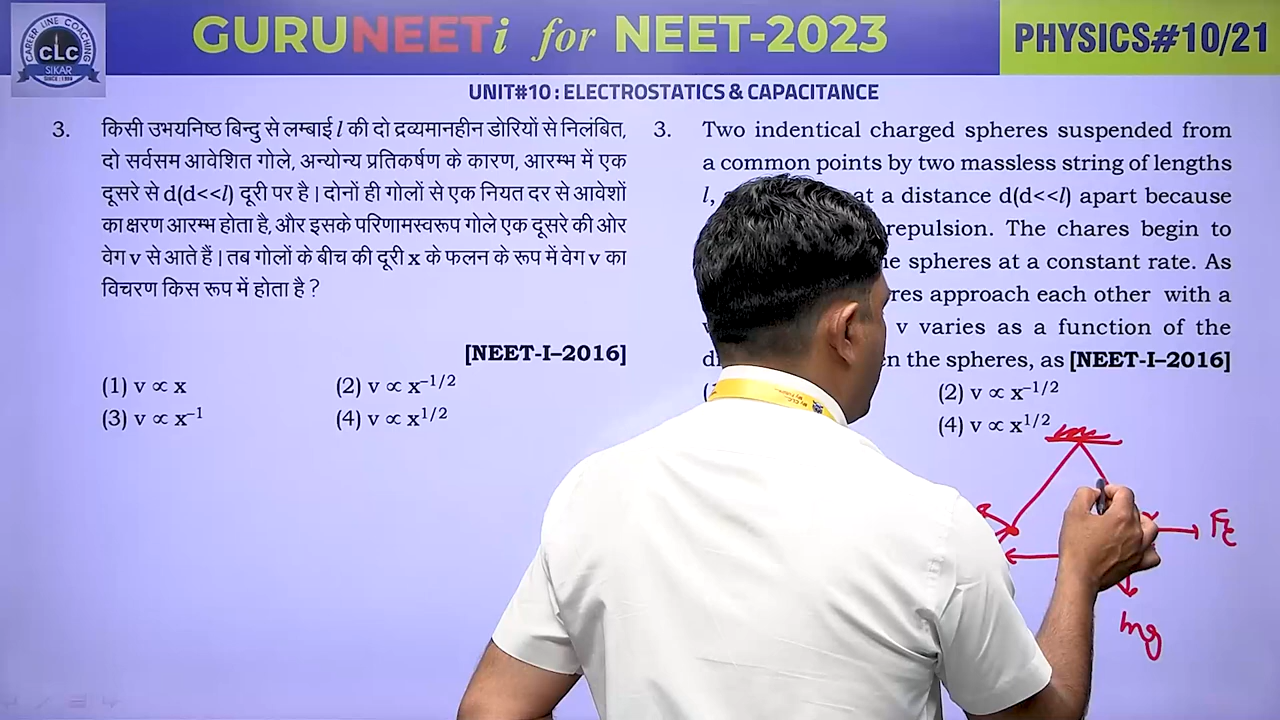 CAREER LINE COACHING
CLC
SIKAR
SINCE : 1996
GURUNEETi for NEET-2023
PHYSICS#10/21
UNIT#10 : ELECTROSTATICS & CAPACITANCE
3. किसी उभयनिष्ठ बिन्दु से लम्बाई l की दो द्रव्यमानहीन डोरियों से निलंबित,
दो सर्वसम आवेशित गोले, अन्योन्य प्रतिकर्षण के कारण, आरम्भ में एक
दूसरे से d(d<<l) दूरी पर है। दोनों ही गोलों से एक नियत दर से आवेशों
का क्षरण आरम्भ होता है, और इसके परिणामस्वरूप गोले एक दूसरे की ओर
वेग v से आते हैं। तब गोलों के बीच की दूरी x के फलन के रूप में वेग v का
विचरण किस रूप में होता है ?
[NEET-I–2016]
(1) v ∝ x (2) v ∝ x⁻¹/²
(3) v ∝ x⁻¹ (4) v ∝ x¹/²
3. Two indentical charged spheres suspended from
a common points by two massless string of lengths
l, at a distance d(d<<l) apart because
repulsion. The chares begin to
spheres at a constant rate. As
approach each other with a
v varies as a function of the
the spheres, as [NEET-I–2016]
(2) v ∝ x⁻¹/²
(4) v ∝ x¹/²
mg